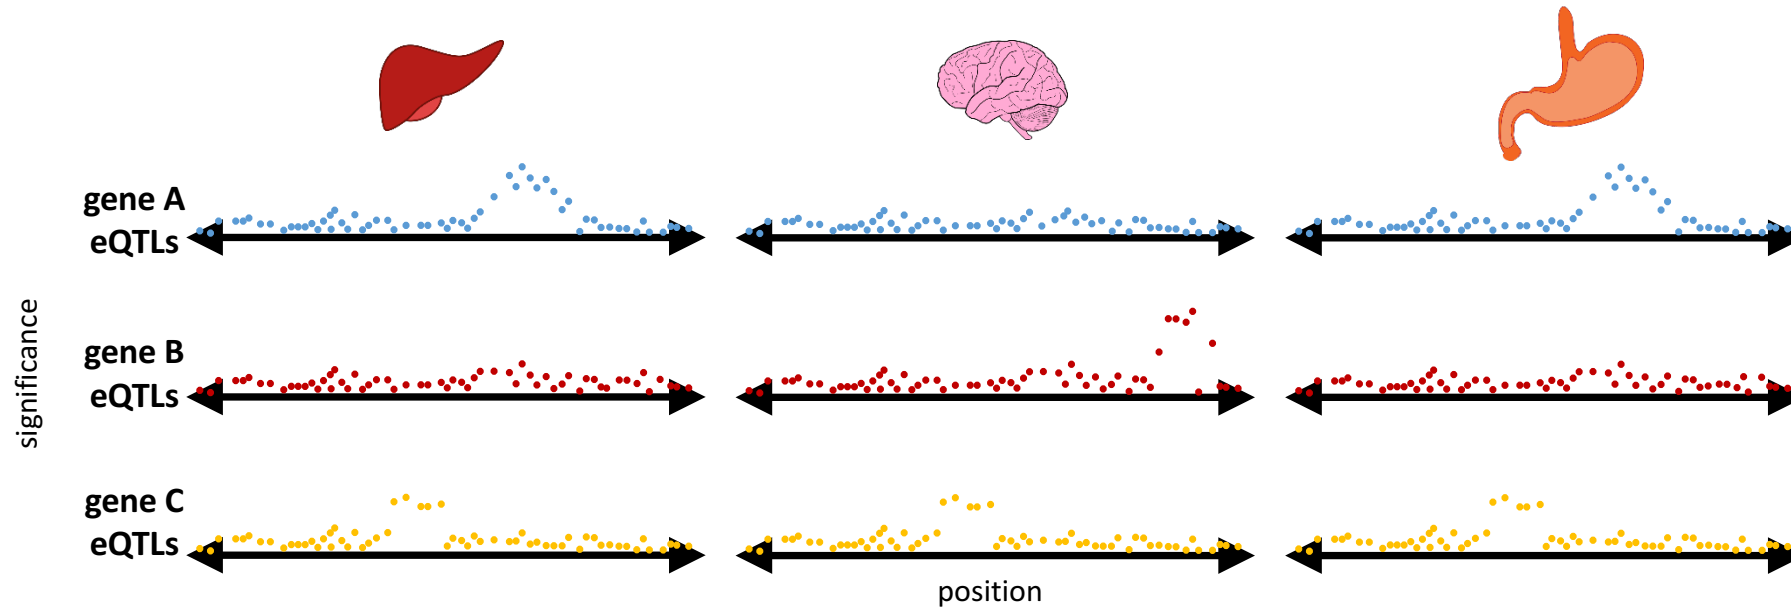 gene A
eQTLs
significance
gene B
eQTLs
gene C
eQTLs
position